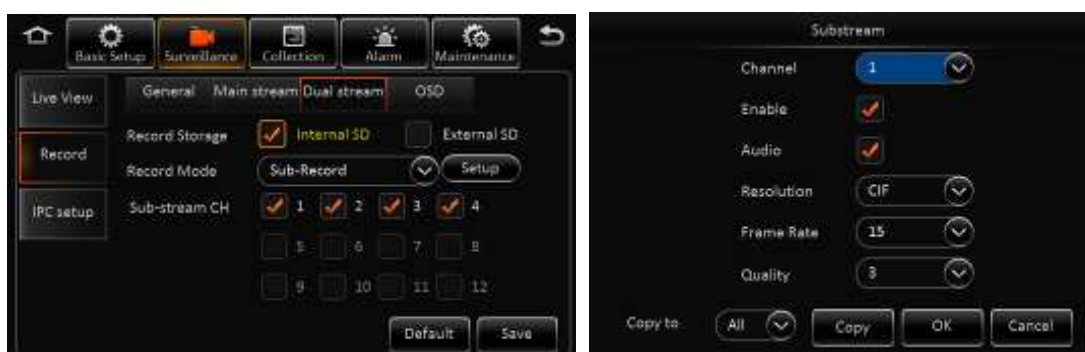 Basic Setup Surveillance Collection Alarm Maintenance
Live View
Record
IPC setup
General Main stream Dual stream OSD
Record Storage Internal SD External SD
Record Mode Sub-Record Setup
Sub-stream CH 1 2 3 4
5 6 7 8
9 10 11 12
Default Save
Substream
Channel 1
Enable
Audio
Resolution CIF
Frame Rate 15
Quality 3
Copy to All Copy OK Cancel